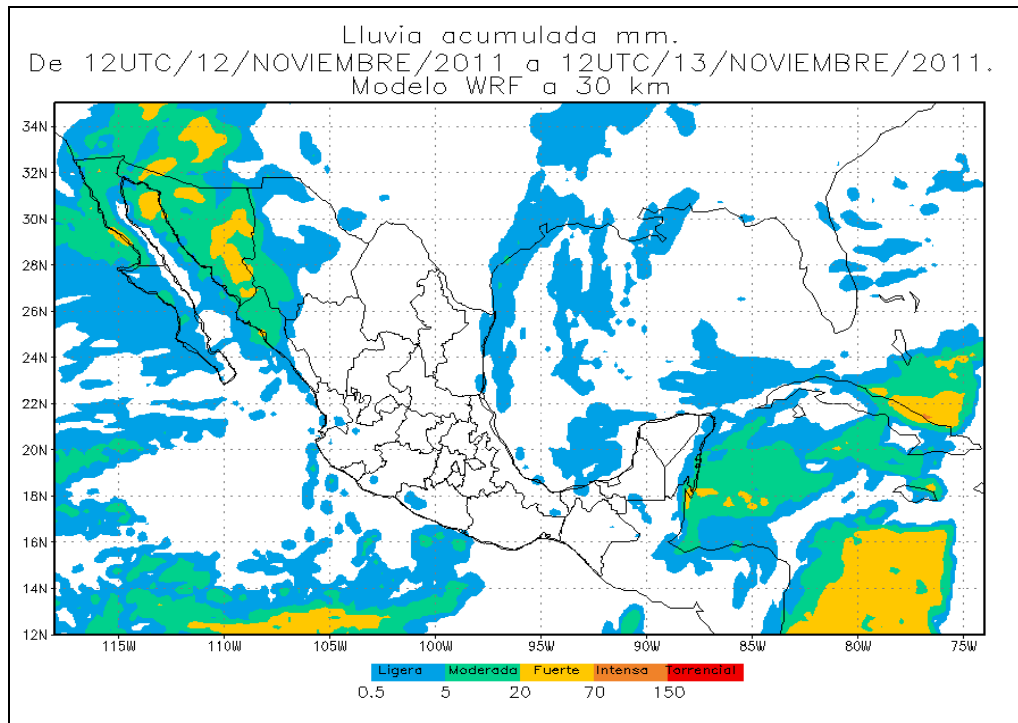 Lluvia acumulada mm.
De 12UTC/12/NOVIEMBRE/2011 a 12UTC/13/NOVIEMBRE/2011.
Modelo WRF a 30 km
34N
32N
30N
28N
26N
24N
22N
20N
18N
16N
14N
12N
115W 110W 105W 100W 95W 90W 85W 80W 75W
Ligera Moderada Fuerte Intensa Torrencial
0.5 5 20 70 150